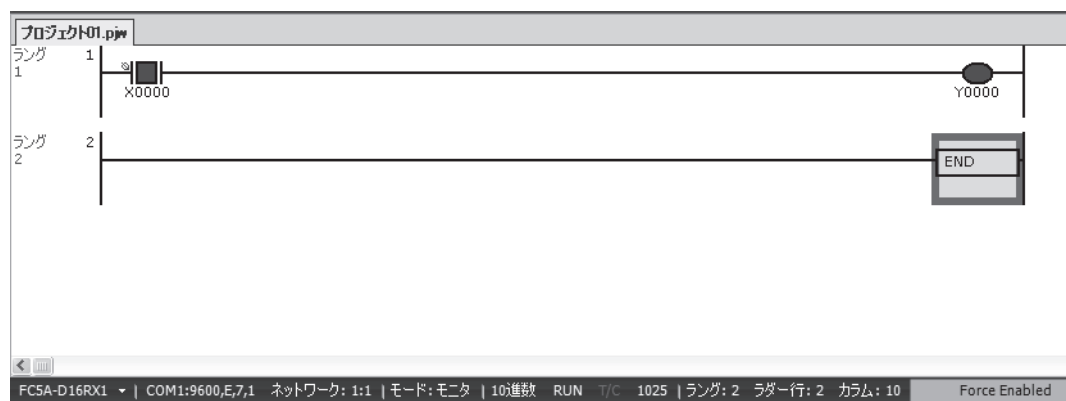 プロジェクト01.pjw
ラング 1
1
X0000 Y0000
ラング 2
2
END
FC5A-D16RX1 | COM1:9600,E,7,1 ネットワーク: 1:1 | モード: モニタ | 10進数 RUN T/C 1025 | ラング: 2 ラダー行: 2 カラム: 10 Force Enabled